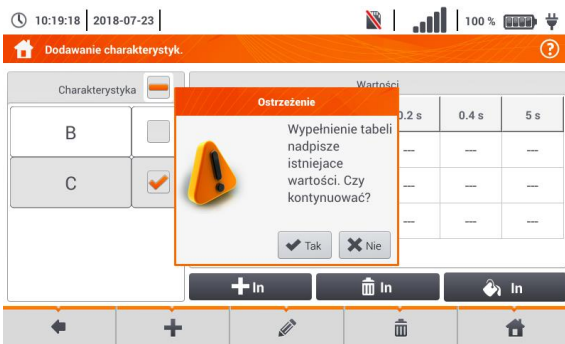 10:19:18 2018-07-23 100 %
Dodawanie charakterystyk. ?
Charakterystyka
Wartości
0.2 s 0.4 s 5 s
Ostrzeżenie
Wypełnienie tabeli
nadpisze
istniejace
wartości. Czy
kontynuować?
Tak Nie
B --- --- ---
C --- --- ---
--- --- ---
In In In